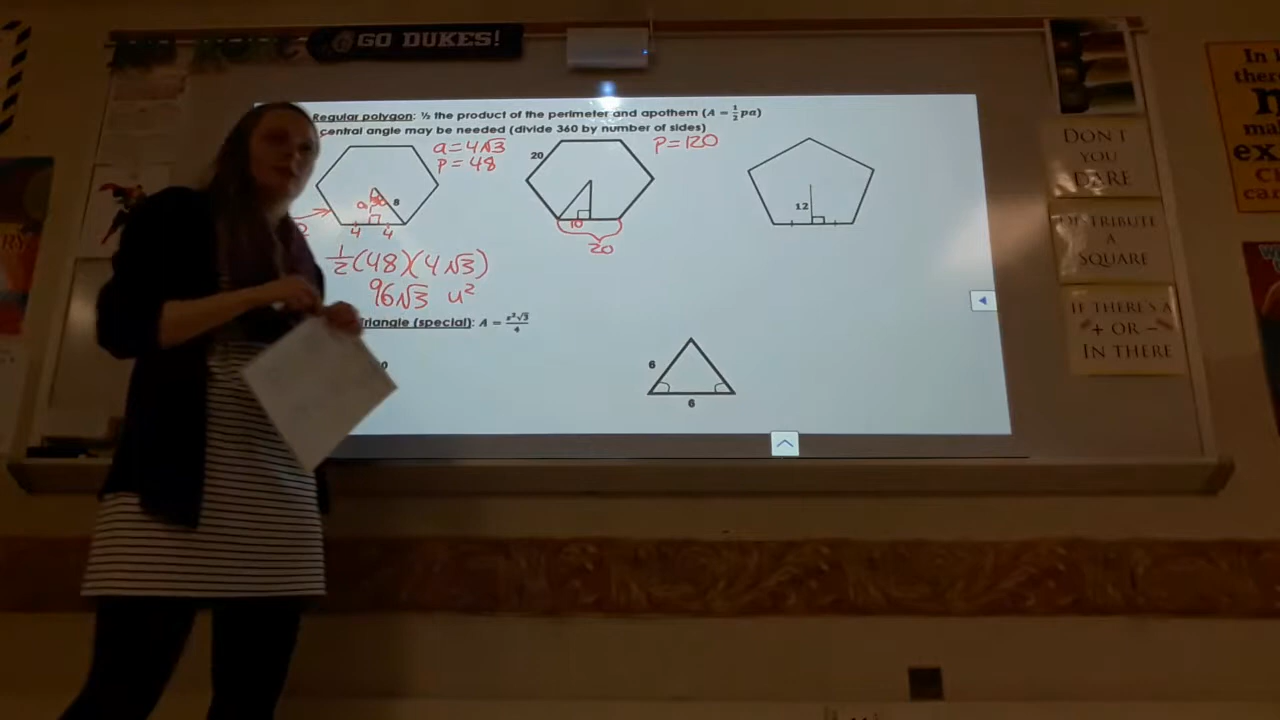 GO DUKES!
Regular polygon: ½ the product of the perimeter and apothem (A = 1/2 pa)
central angle may be needed (divide 360 by number of sides)
a = 4√3
P = 48
a
30
8
4 4
1/2 (48)(4√3)
96√3 u²
20
P = 120
10
20
12
Triangle (special): A = s²√3/4
6
6
DON'T
YOU
DARE
DISTRIBUTE
A
SQUARE
IF THERE'S A
+ OR -
IN THERE
In